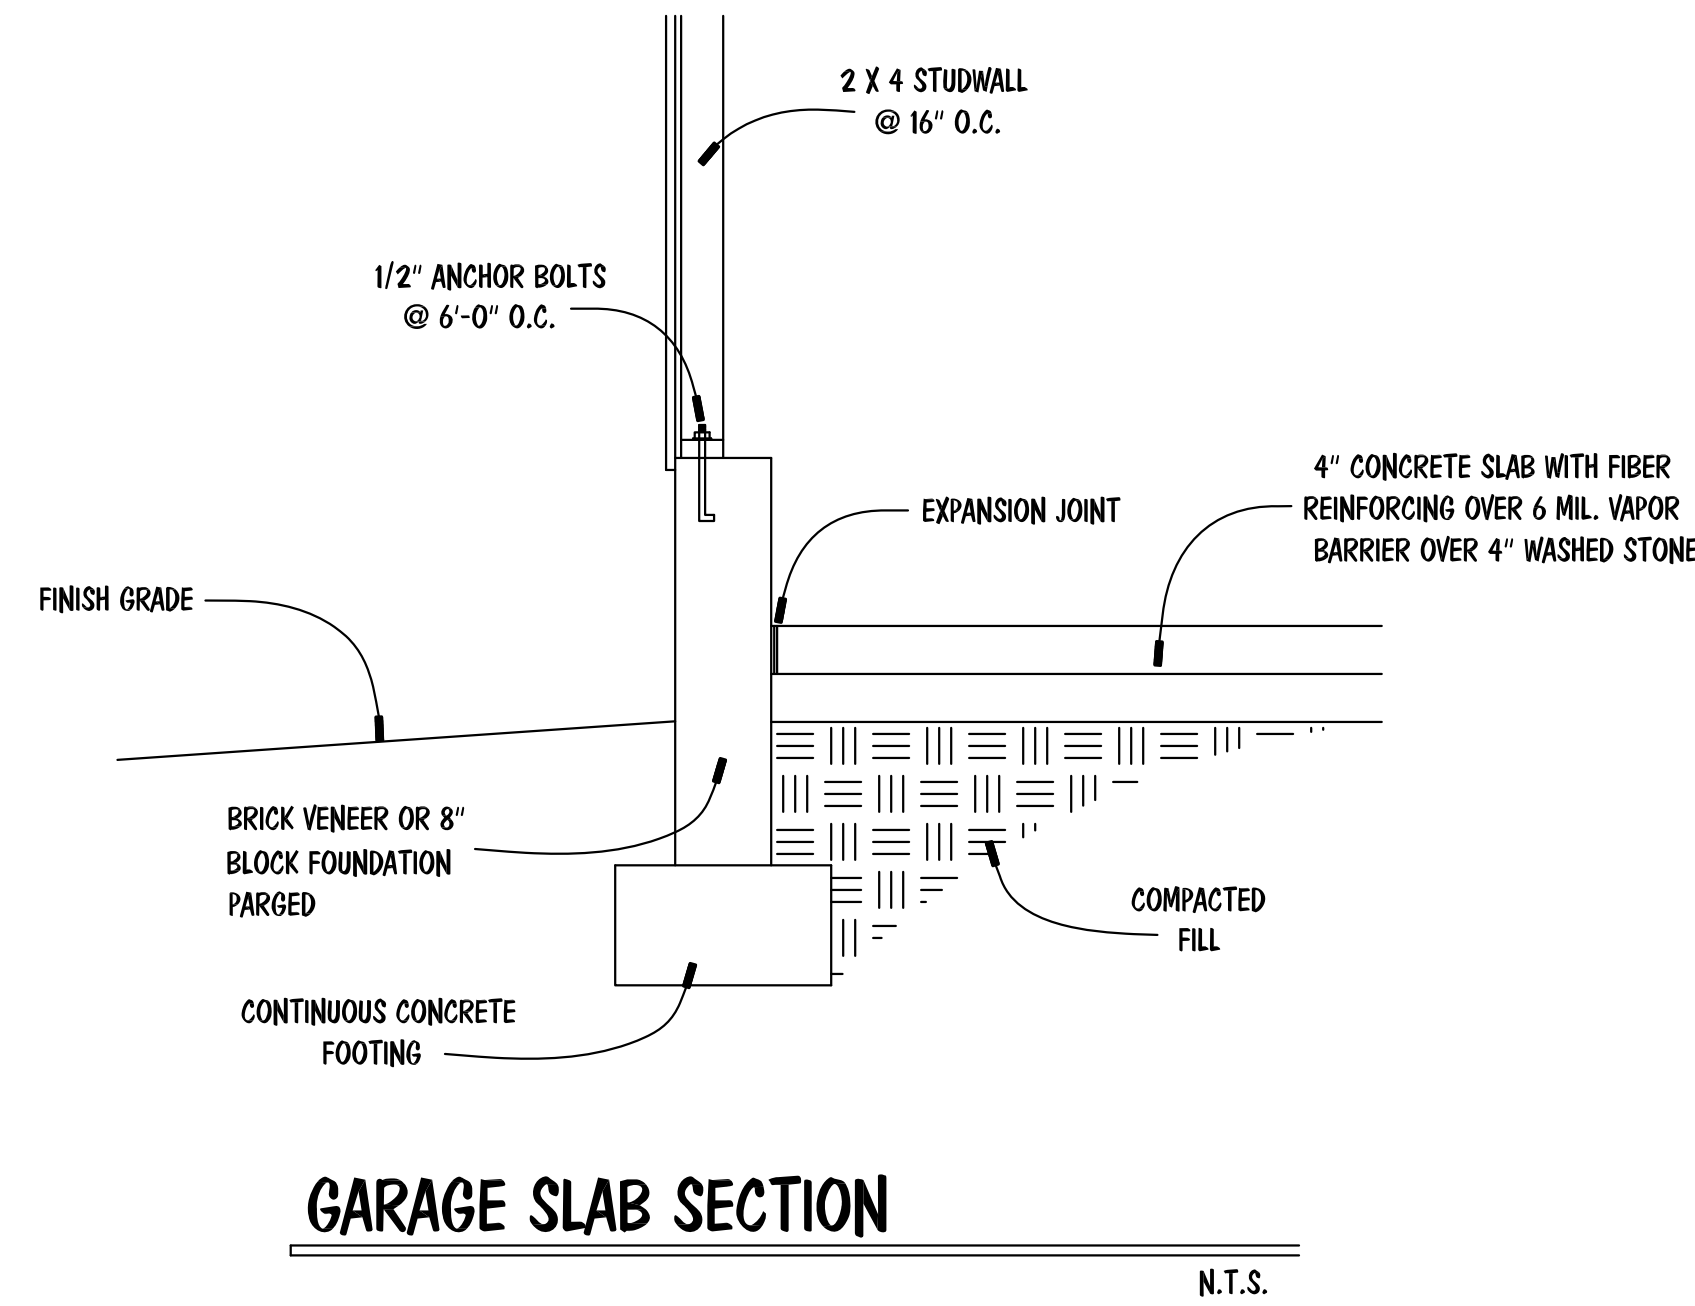 2 X 4 STUDWALL
@ 16" O.C.
1/2" ANCHOR BOLTS
@ 6'-0" O.C.
4" CONCRETE SLAB WITH FIBER
REINFORCING OVER 6 MIL. VAPOR
BARRIER OVER 4" WASHED STONE
EXPANSION JOINT
FINISH GRADE
BRICK VENEER OR 8"
BLOCK FOUNDATION
PARGED
COMPACTED
FILL
CONTINUOUS CONCRETE
FOOTING
GARAGE SLAB SECTION
N.T.S.